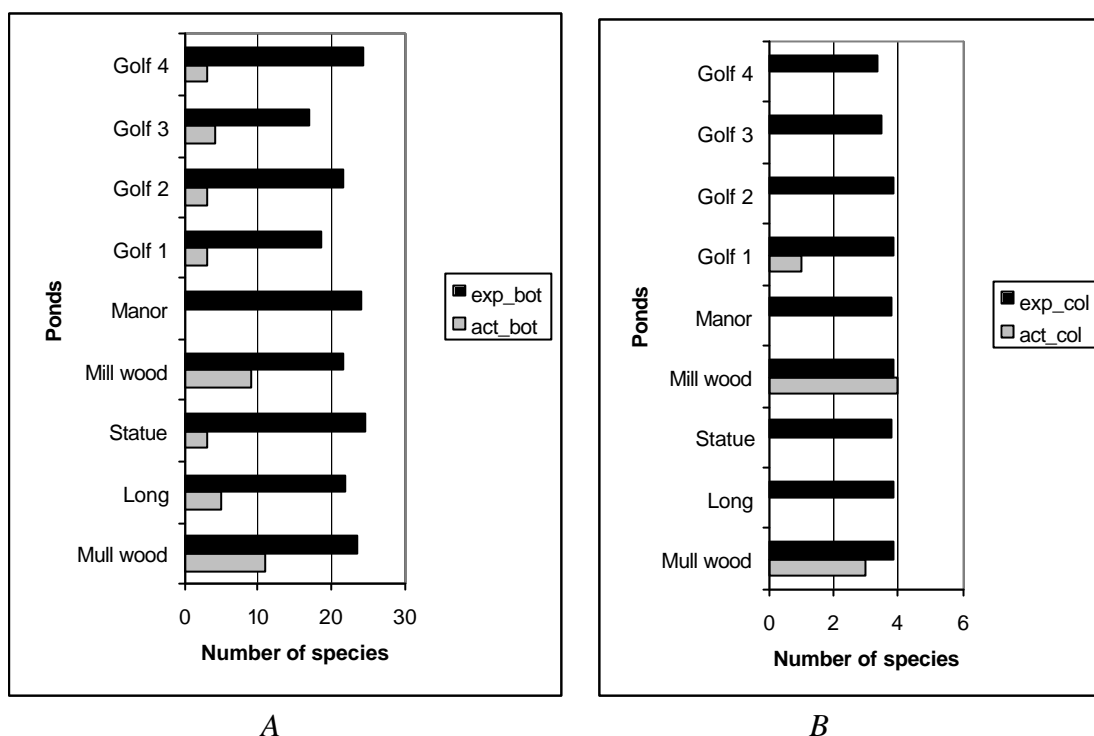 Golf 4
Golf 3
Golf 2
Golf 1
Manor
Mill wood
Statue
Long
Mull wood
Ponds
0 10 20 30
Number of species
exp_bot
act_bot
A
Golf 4
Golf 3
Golf 2
Golf 1
Manor
Mill wood
Statue
Long
Mull wood
Ponds
0 2 4 6
Number of species
exp_col
act_col
B